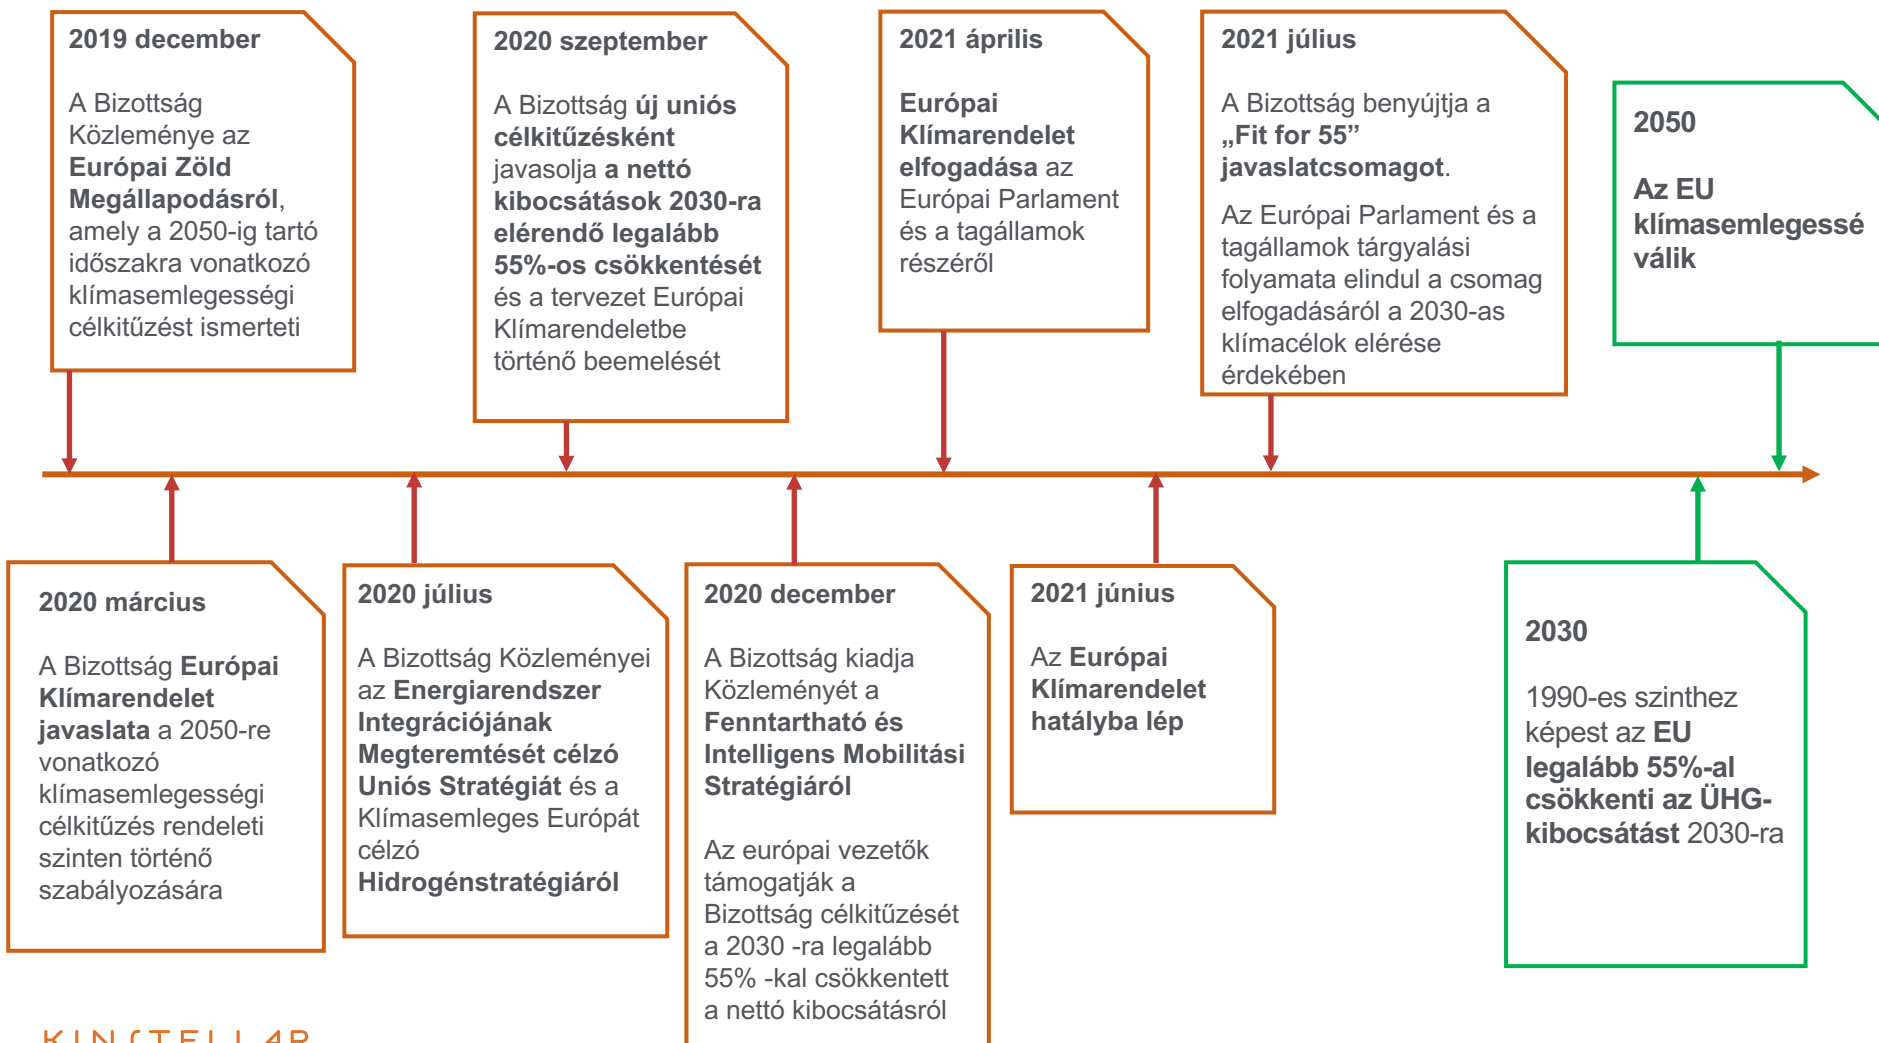 2019 december
A Bizottság
Közleménye az
Európai Zöld
Megállapodásról,
amely a 2050-ig tartó
időszakra vonatkozó
klímasemlegességi
célkitűzést ismerteti
2020 szeptember
A Bizottság új uniós
célkitűzésként
javasolja a nettó
kibocsátások 2030-ra
elérendő legalább
55%-os csökkentését
és a tervezet Európai
Klímarendeletbe
történő beemelését
2021 április
Európai
Klímarendelet
elfogadása az
Európai Parlament
és a tagállamok
részéről
2021 július
A Bizottság benyújtja a
„Fit for 55”
javaslatcsomagot.
Az Európai Parlament és a
tagállamok tárgyalási
folyamata elindul a csomag
elfogadásáról a 2030-as
klímacélok elérése
érdekében
2050
Az EU
klímasemlegessé
válik
2020 március
A Bizottság Európai
Klímarendelet
javaslata a 2050-re
vonatkozó
klímasemlegességi
célkitűzés rendeleti
szinten történő
szabályozására
2020 július
A Bizottság Közleményei
az Energiarendszer
Integrációjának
Megteremtését célzó
Uniós Stratégiát és a
Klímasemleges Európát
célzó
Hidrogénstratégiáról
2020 december
A Bizottság kiadja
Közleményét a
Fenntartható és
Intelligens Mobilitási
Stratégiáról
Az európai vezetők
támogatják a
Bizottság célkitűzését
a 2030 -ra legalább
55% -kal csökkentett
a nettó kibocsátásról
2021 június
Az Európai
Klímarendelet
hatályba lép
2030
1990-es szinthez
képest az EU
legalább 55%-al
csökkenti az ÜHG-
kibocsátást 2030-ra
KINSTELLAR